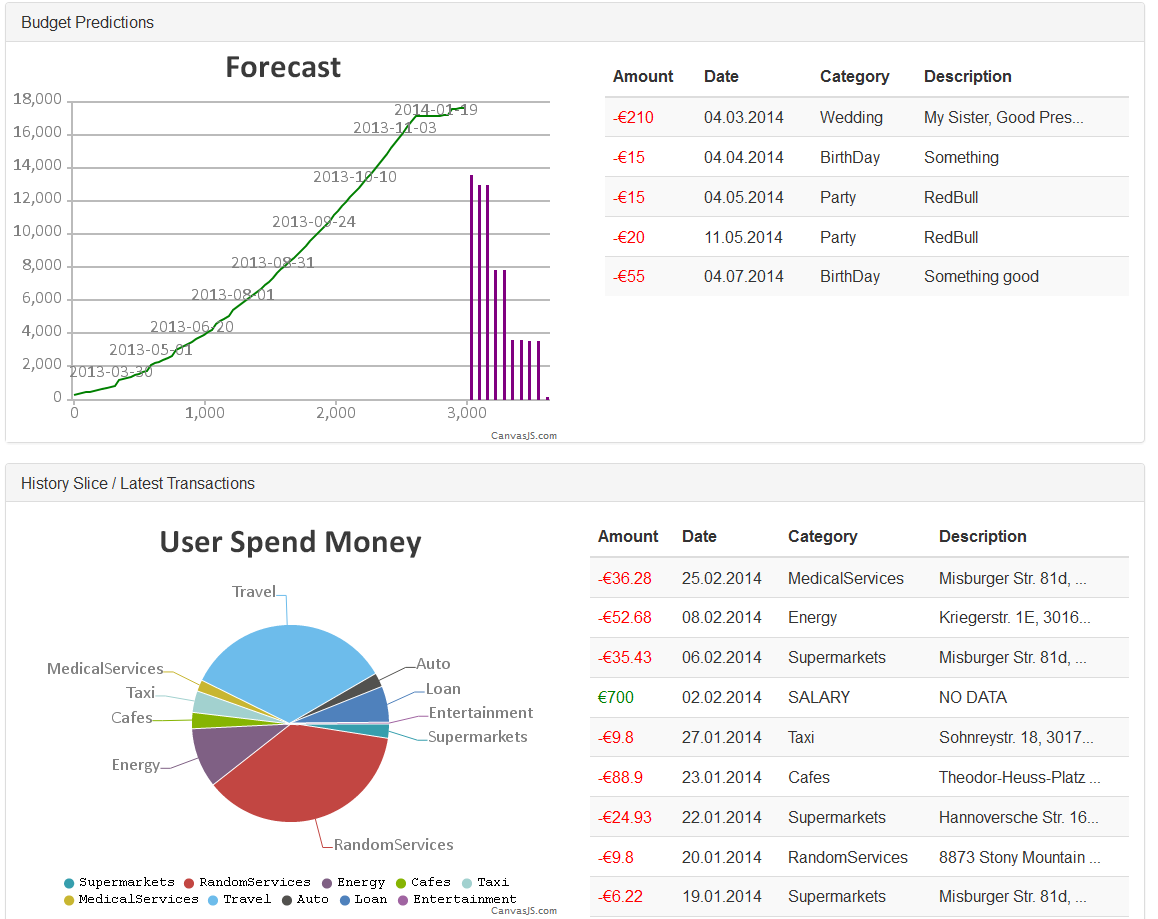 Budget Predictions
Forecast
18,000
16,000
14,000
12,000
10,000
8,000
6,000
4,000
2,000
0
2014-01-19
2013-11-03
2013-10-10
2013-09-24
2013-08-31
2013-08-01
2013-06-20
2013-05-01
2013-03-30
0 1,000 2,000 3,000
CanvasJS.com
Amount Date Category Description
-€210 04.03.2014 Wedding My Sister, Good Pres...
-€15 04.04.2014 BirthDay Something
-€15 04.05.2014 Party RedBull
-€20 11.05.2014 Party RedBull
-€55 04.07.2014 BirthDay Something good
History Slice / Latest Transactions
User Spend Money
Travel
MedicalServices
Taxi
Cafes
Energy
Auto
Loan
Entertainment
Supermarkets
RandomServices
Supermarkets RandomServices Energy Cafes Taxi
MedicalServices Travel Auto Loan Entertainment
CanvasJS.com
Amount Date Category Description
-€36.28 25.02.2014 MedicalServices Misburger Str. 81d, ...
-€52.68 08.02.2014 Energy Kriegerstr. 1E, 3016...
-€35.43 06.02.2014 Supermarkets Misburger Str. 81d, ...
€700 02.02.2014 SALARY NO DATA
-€9.8 27.01.2014 Taxi Sohnreystr. 18, 3017...
-€88.9 23.01.2014 Cafes Theodor-Heuss-Platz ...
-€24.93 22.01.2014 Supermarkets Hannoversche Str. 16...
-€9.8 20.01.2014 RandomServices 8873 Stony Mountain ...
-€6.22 19.01.2014 Supermarkets Misburger Str. 81d, ...